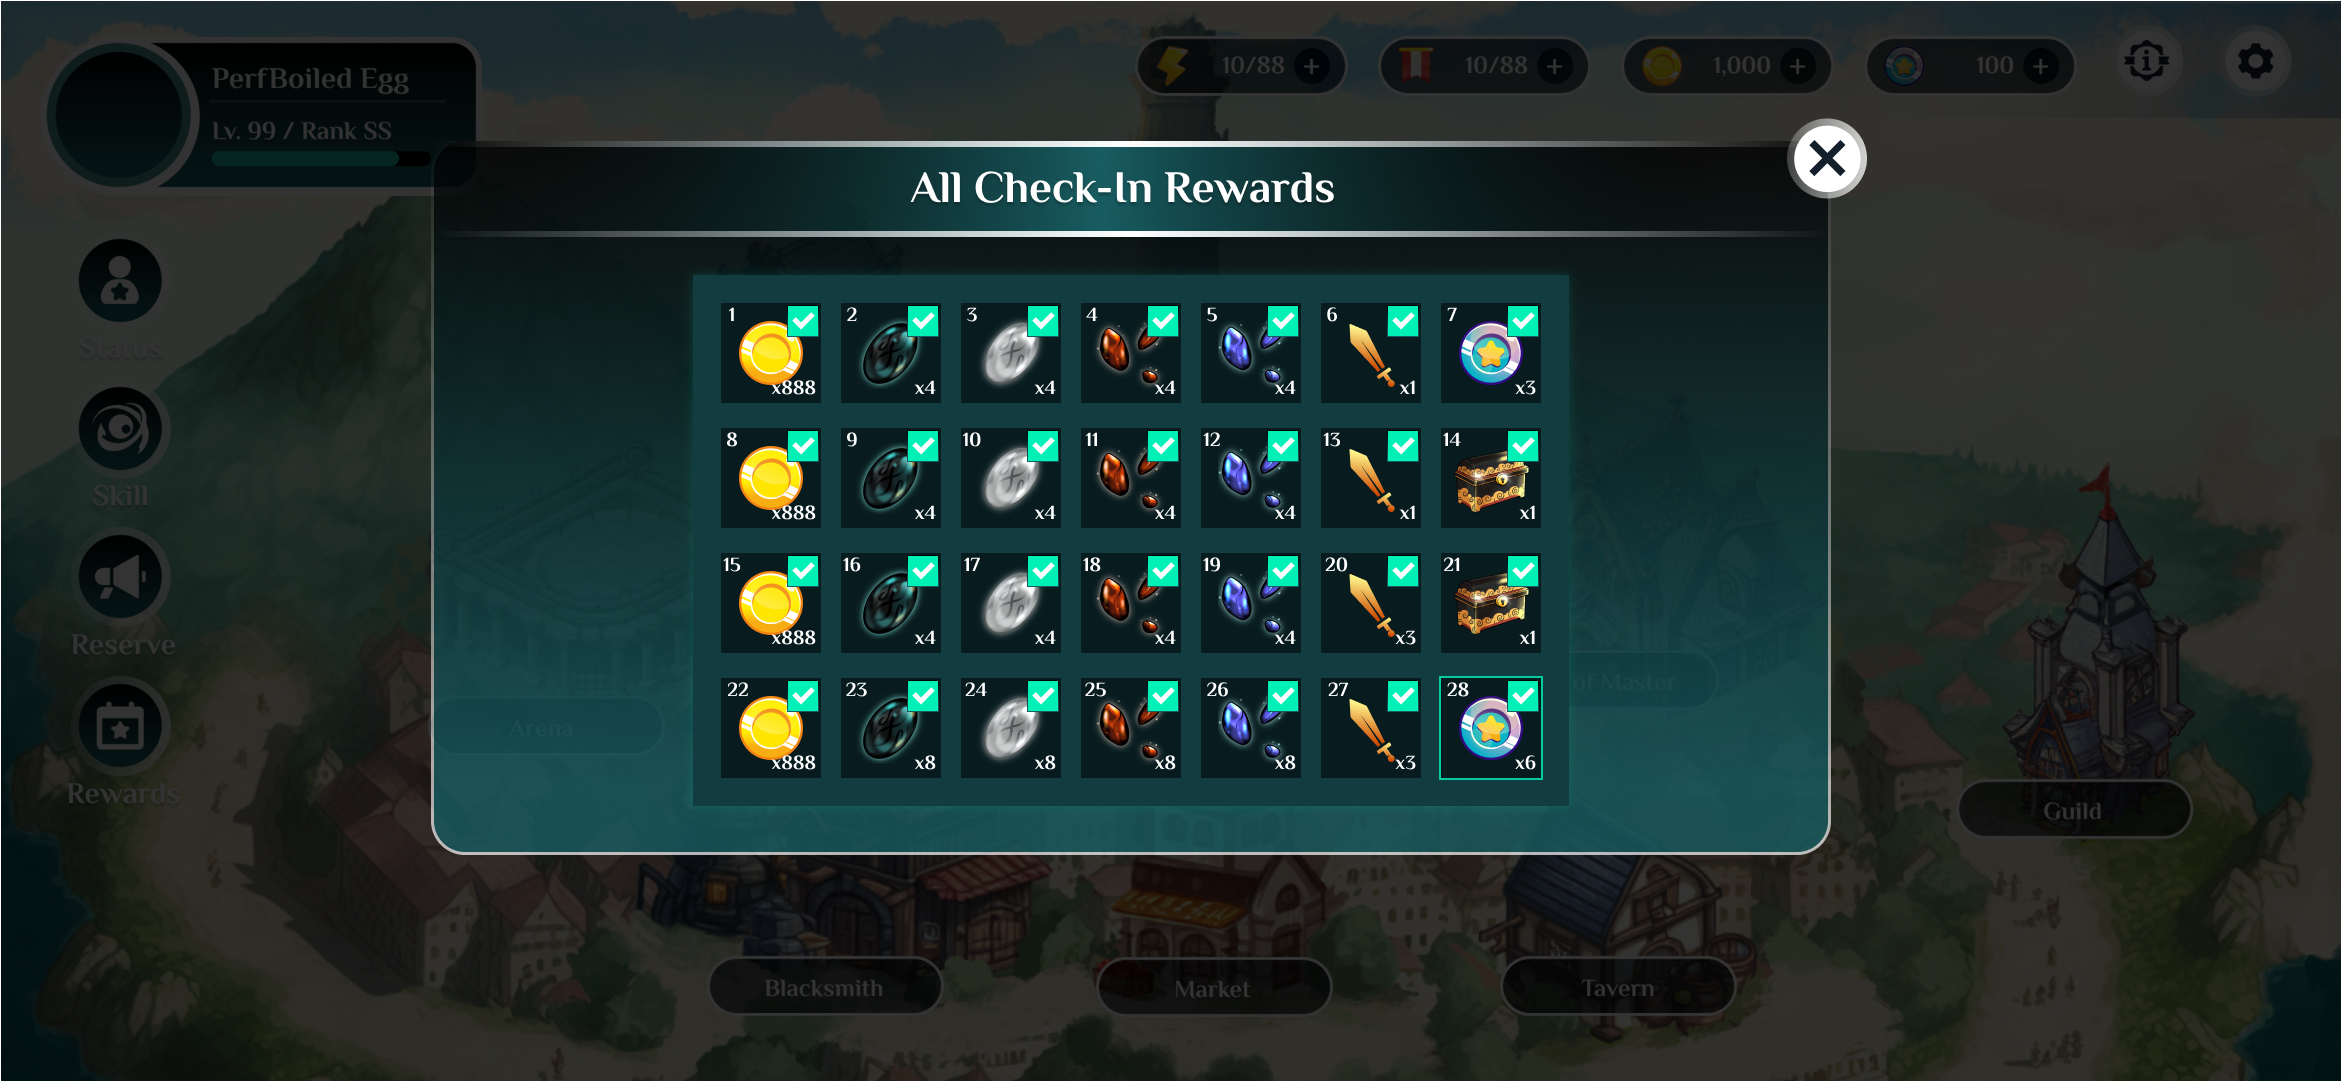 PerfBoiled Egg
Lv. 99 / Rank SS
10/88
10/88
1,000
100
All Check-In Rewards
Status
Skill
Reserve
Rewards
1 x888
2 x4
3 x4
4 x4
5 x4
6 x1
7 x3
8 x888
9 x4
10 x4
11 x4
12 x4
13 x1
14 x1
15 x888
16 x4
17 x4
18 x4
19 x4
20 x3
21 x1
22 x888
23 x8
24 x8
25 x8
26 x8
27 x3
28 x6
Arena
of Master
Guild
Blacksmith
Market
Tavern